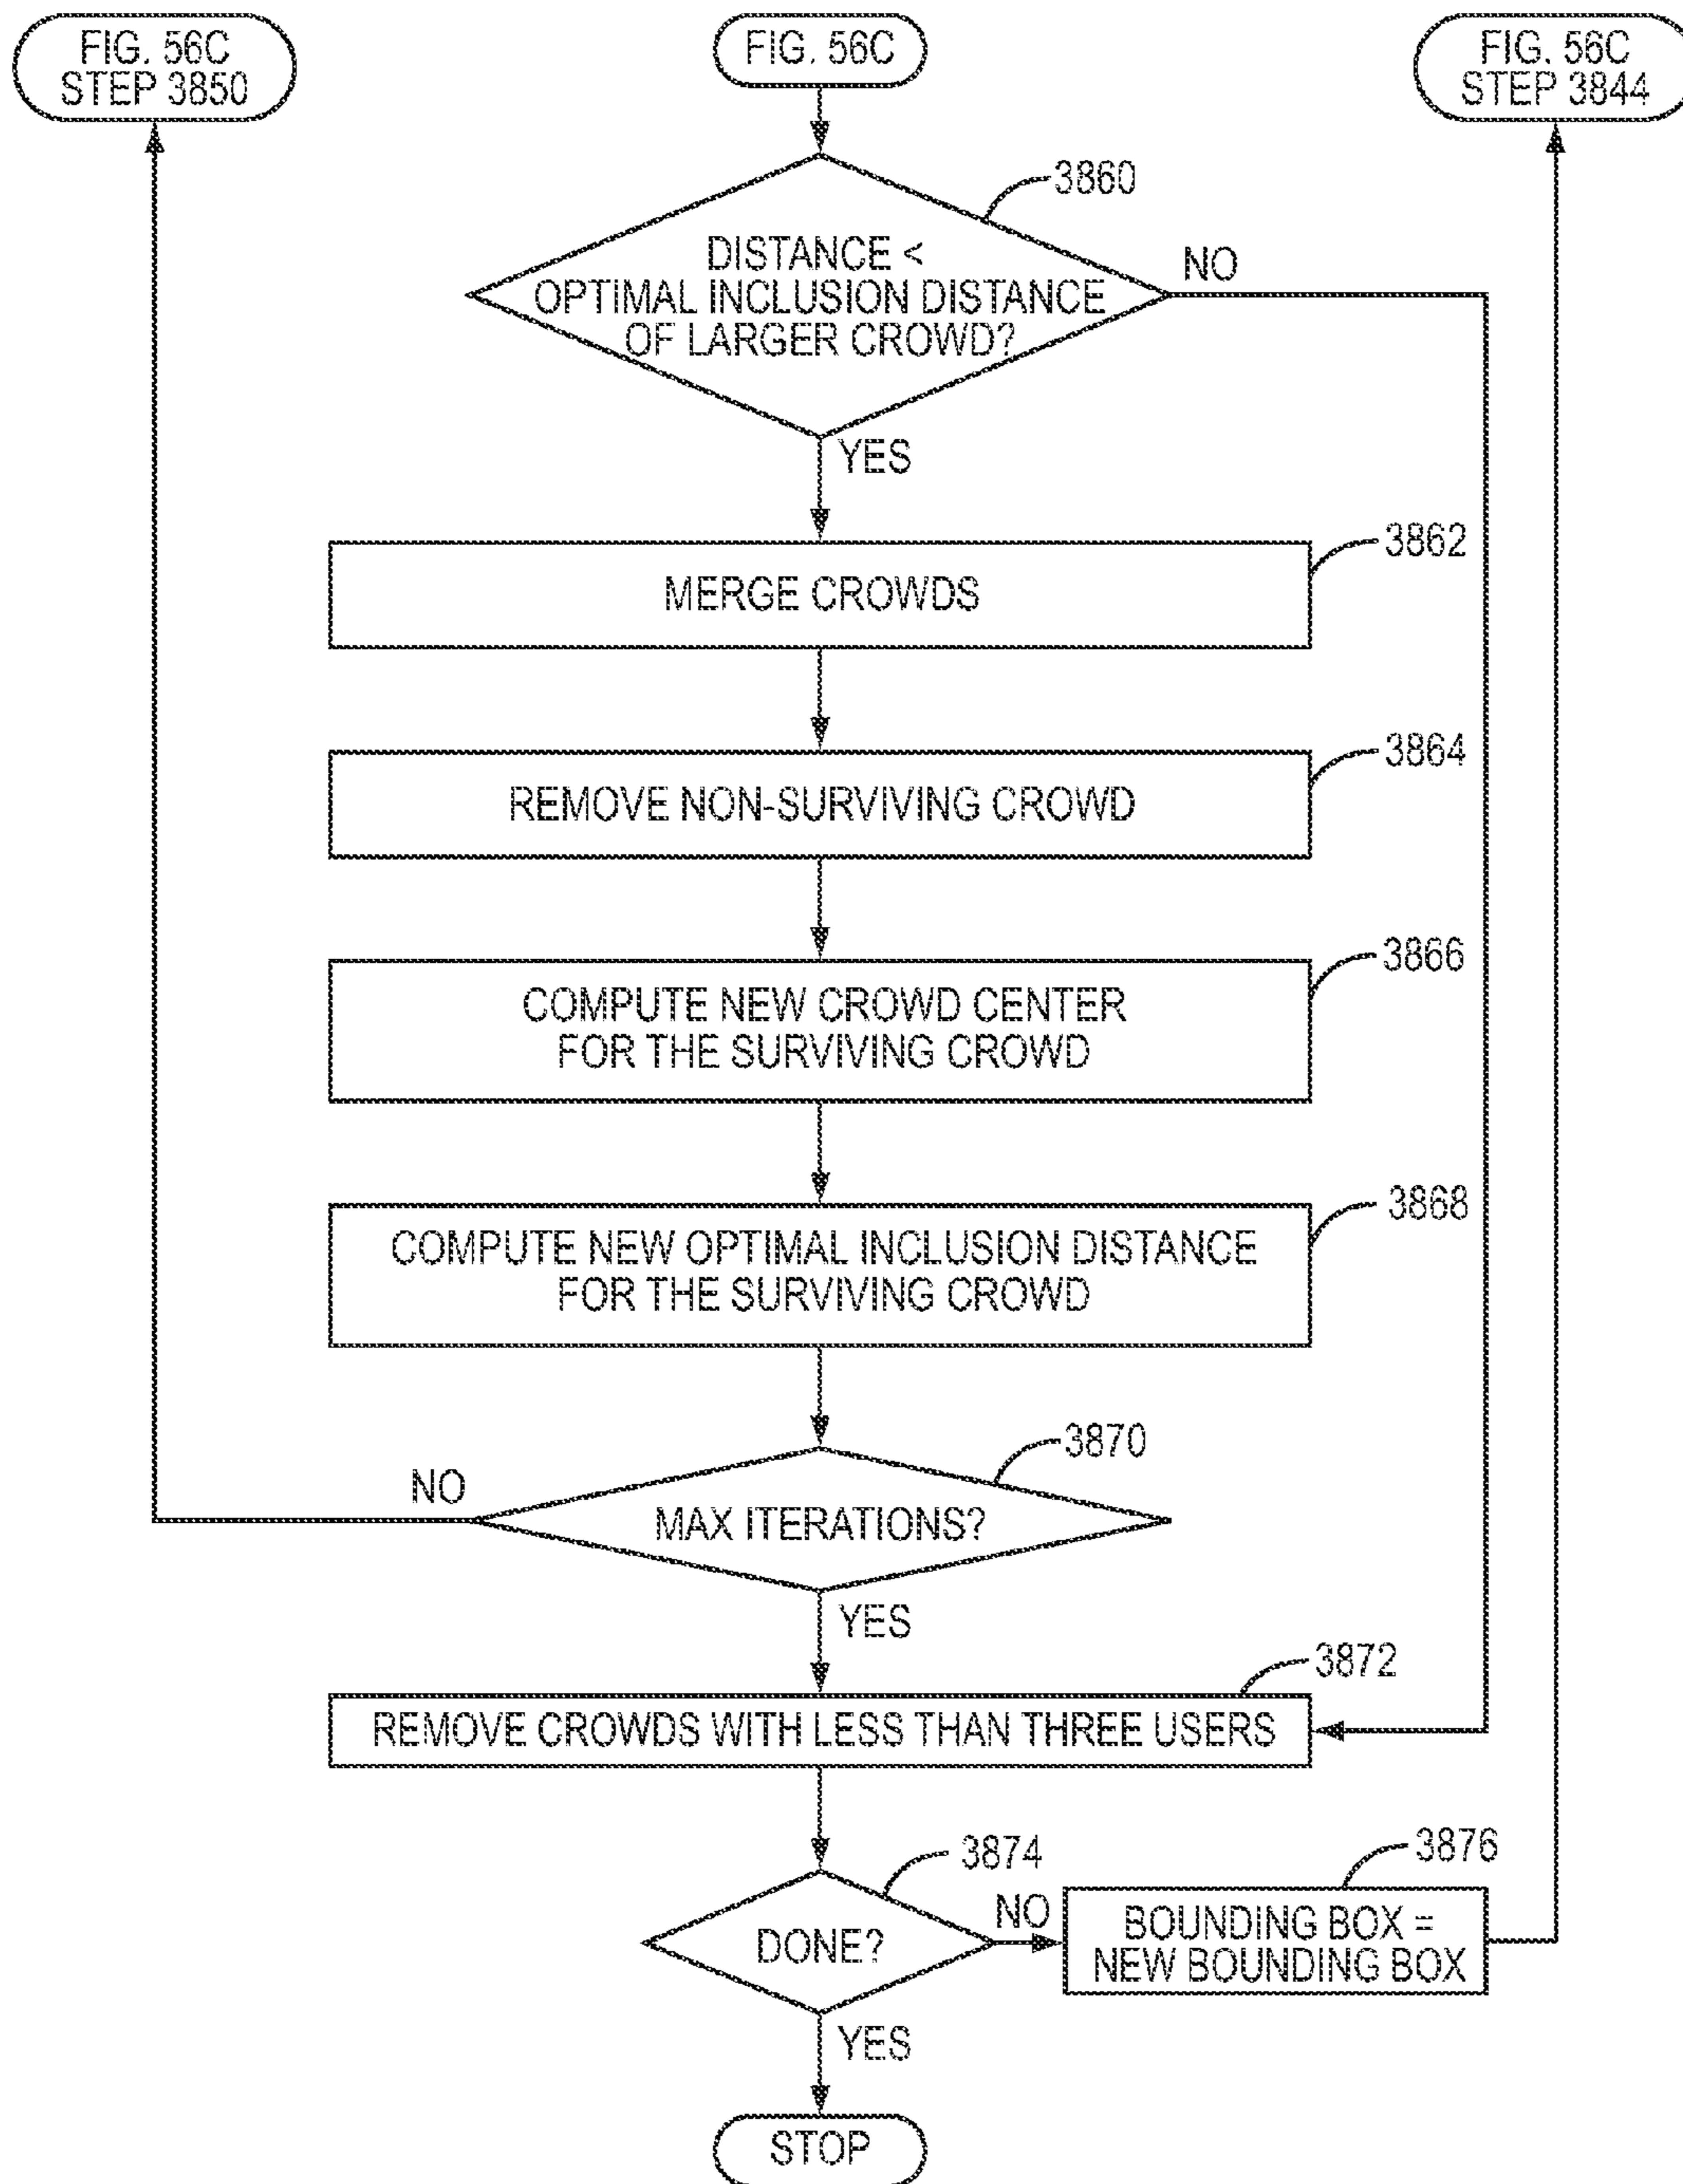 FIG. 56C
STEP 3850
FIG. 56C
FIG. 56C
STEP 3844
3860
DISTANCE <
OPTIMAL INCLUSION DISTANCE
OF LARGER CROWD?
NO
YES
3862
MERGE CROWDS
3864
REMOVE NON-SURVIVING CROWD
3866
COMPUTE NEW CROWD CENTER
FOR THE SURVIVING CROWD
3868
COMPUTE NEW OPTIMAL INCLUSION DISTANCE
FOR THE SURVIVING CROWD
3870
NO
MAX ITERATIONS?
YES
3872
REMOVE CROWDS WITH LESS THAN THREE USERS
3874
3876
DONE?
NO
BOUNDING BOX =
NEW BOUNDING BOX
YES
STOP